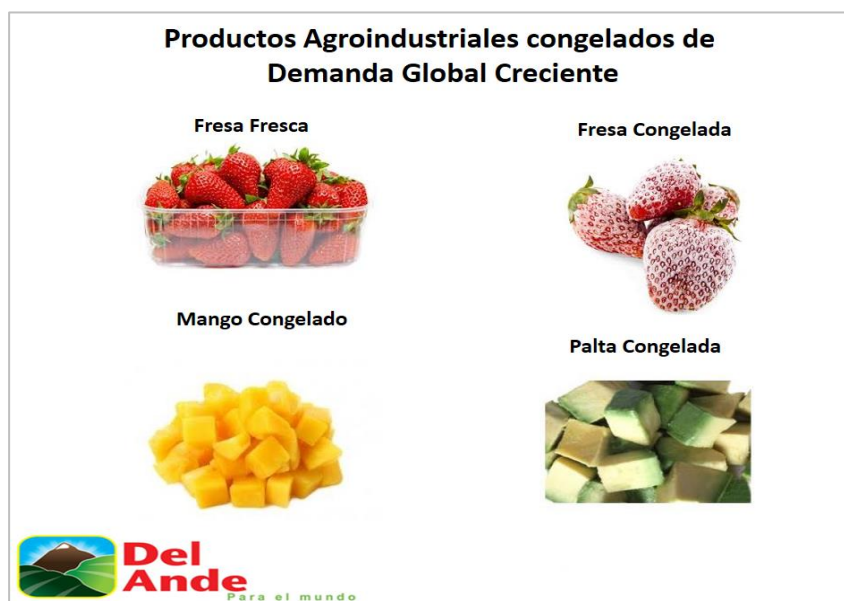 Productos Agroindustriales congelados de
Demanda Global Creciente
Fresa Fresca
Fresa Congelada
Mango Congelado
Palta Congelada
Del
Ande
Para el mundo